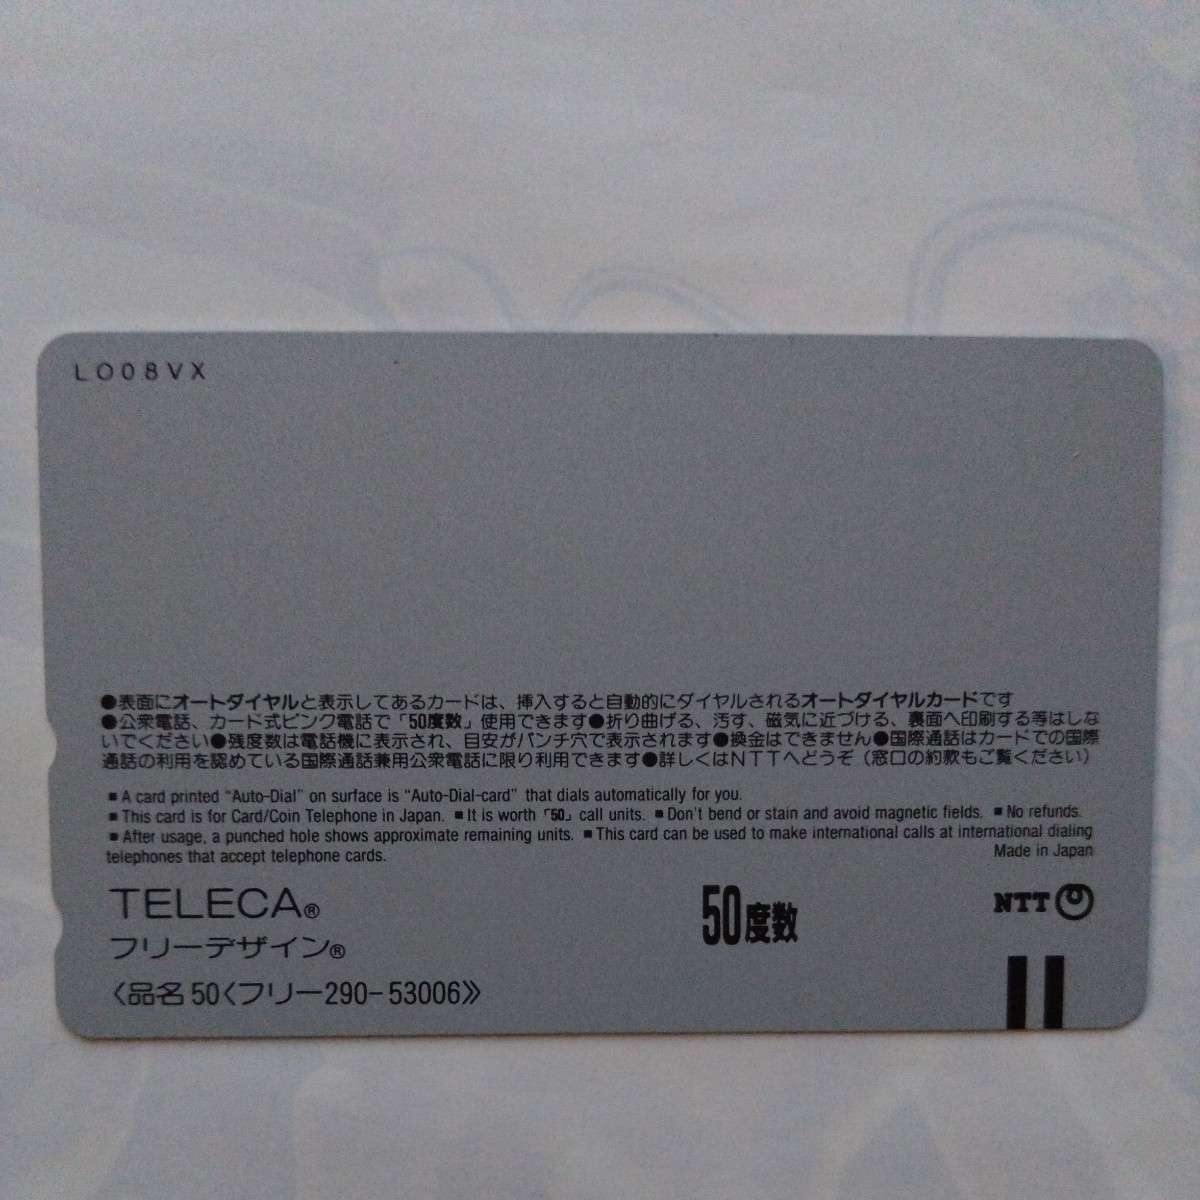 LO08VX
●表面にオートダイヤルと表示してあるカードは、挿入すると自動的にダイヤルされるオートダイヤルカードです
●公衆電話、カード式ピンク電話で「50度数」使用できます●折り曲げる、汚す、磁気に近づける、裏面へ印刷する等はしな
いでください●残度数は電話機に表示され、目安がパンチ穴で表示されます●換金はできません●国際通話はカードでの国際
通話の利用を認めている国際通話兼用公衆電話に限り利用できます●詳しくはNTTへどうぞ（窓口の約款もご覧ください）
■ A card printed “Auto-Dial” on surface is “Auto-Dial-card” that dials automatically for you.
■ This card is for Card/Coin Telephone in Japan. ■ It is worth「50」call units. ■ Don't bend or stain and avoid magnetic fields. ■ No refunds.
■ After usage, a punched hole shows approximate remaining units. ■ This card can be used to make international calls at international dialing
telephones that accept telephone cards. Made in Japan
TELECA®
フリーデザイン®
50度数
NTT
〈品名 50〈フリー290-53006》